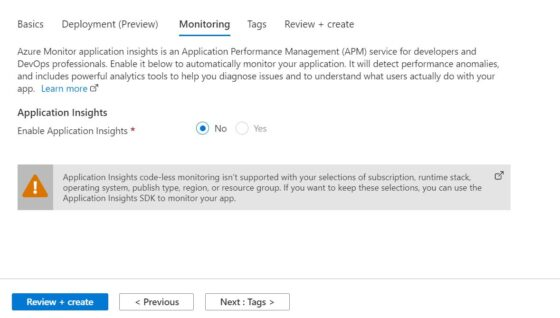 Basics Deployment (Preview) Monitoring Tags Review + create
Azure Monitor application insights is an Application Performance Management (APM) service for developers and
DevOps professionals. Enable it below to automatically monitor your application. It will detect performance anomalies,
and includes powerful analytics tools to help you diagnose issues and to understand what users actually do with your
app. Learn more
Application Insights
Enable Application Insights * No Yes
Application Insights code-less monitoring isn't supported with your selections of subscription, runtime stack,
operating system, publish type, region, or resource group. If you want to keep these selections, you can use the
Application Insights SDK to monitor your app.
Review + create < Previous Next : Tags >